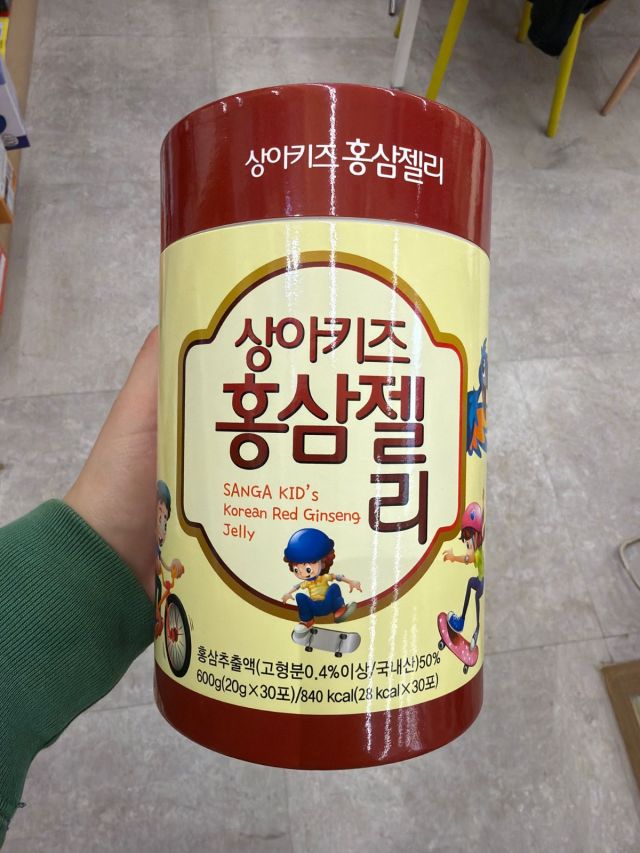 상아키즈 홍삼젤리
상아키즈
홍삼젤
리
SANGA KID's
Korean Red Ginseng
Jelly
홍삼추출액(고형분0.4%이상/국내산)50%
600g(20g×30포)/840 kcal(28 kcal×30포)